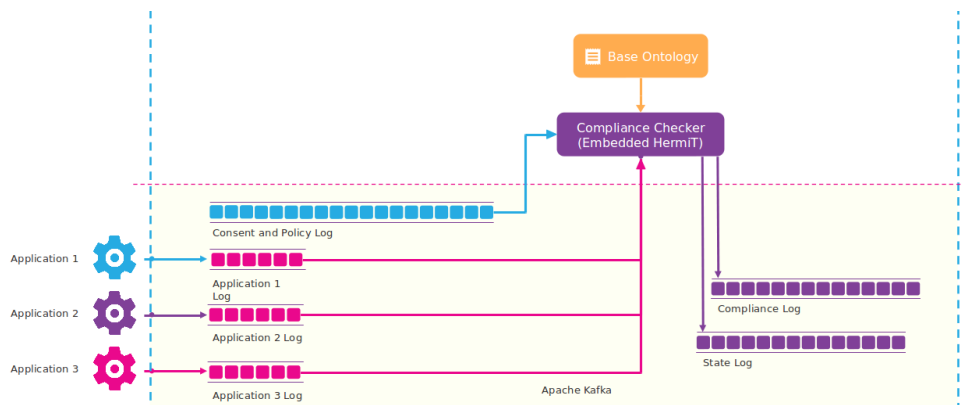 Base Ontology
Compliance Checker
(Embedded HermiT)
Consent and Policy Log
Application 1
Application 1
Log
Application 2
Application 2 Log
Application 3
Application 3 Log
Compliance Log
State Log
Apache Kafka